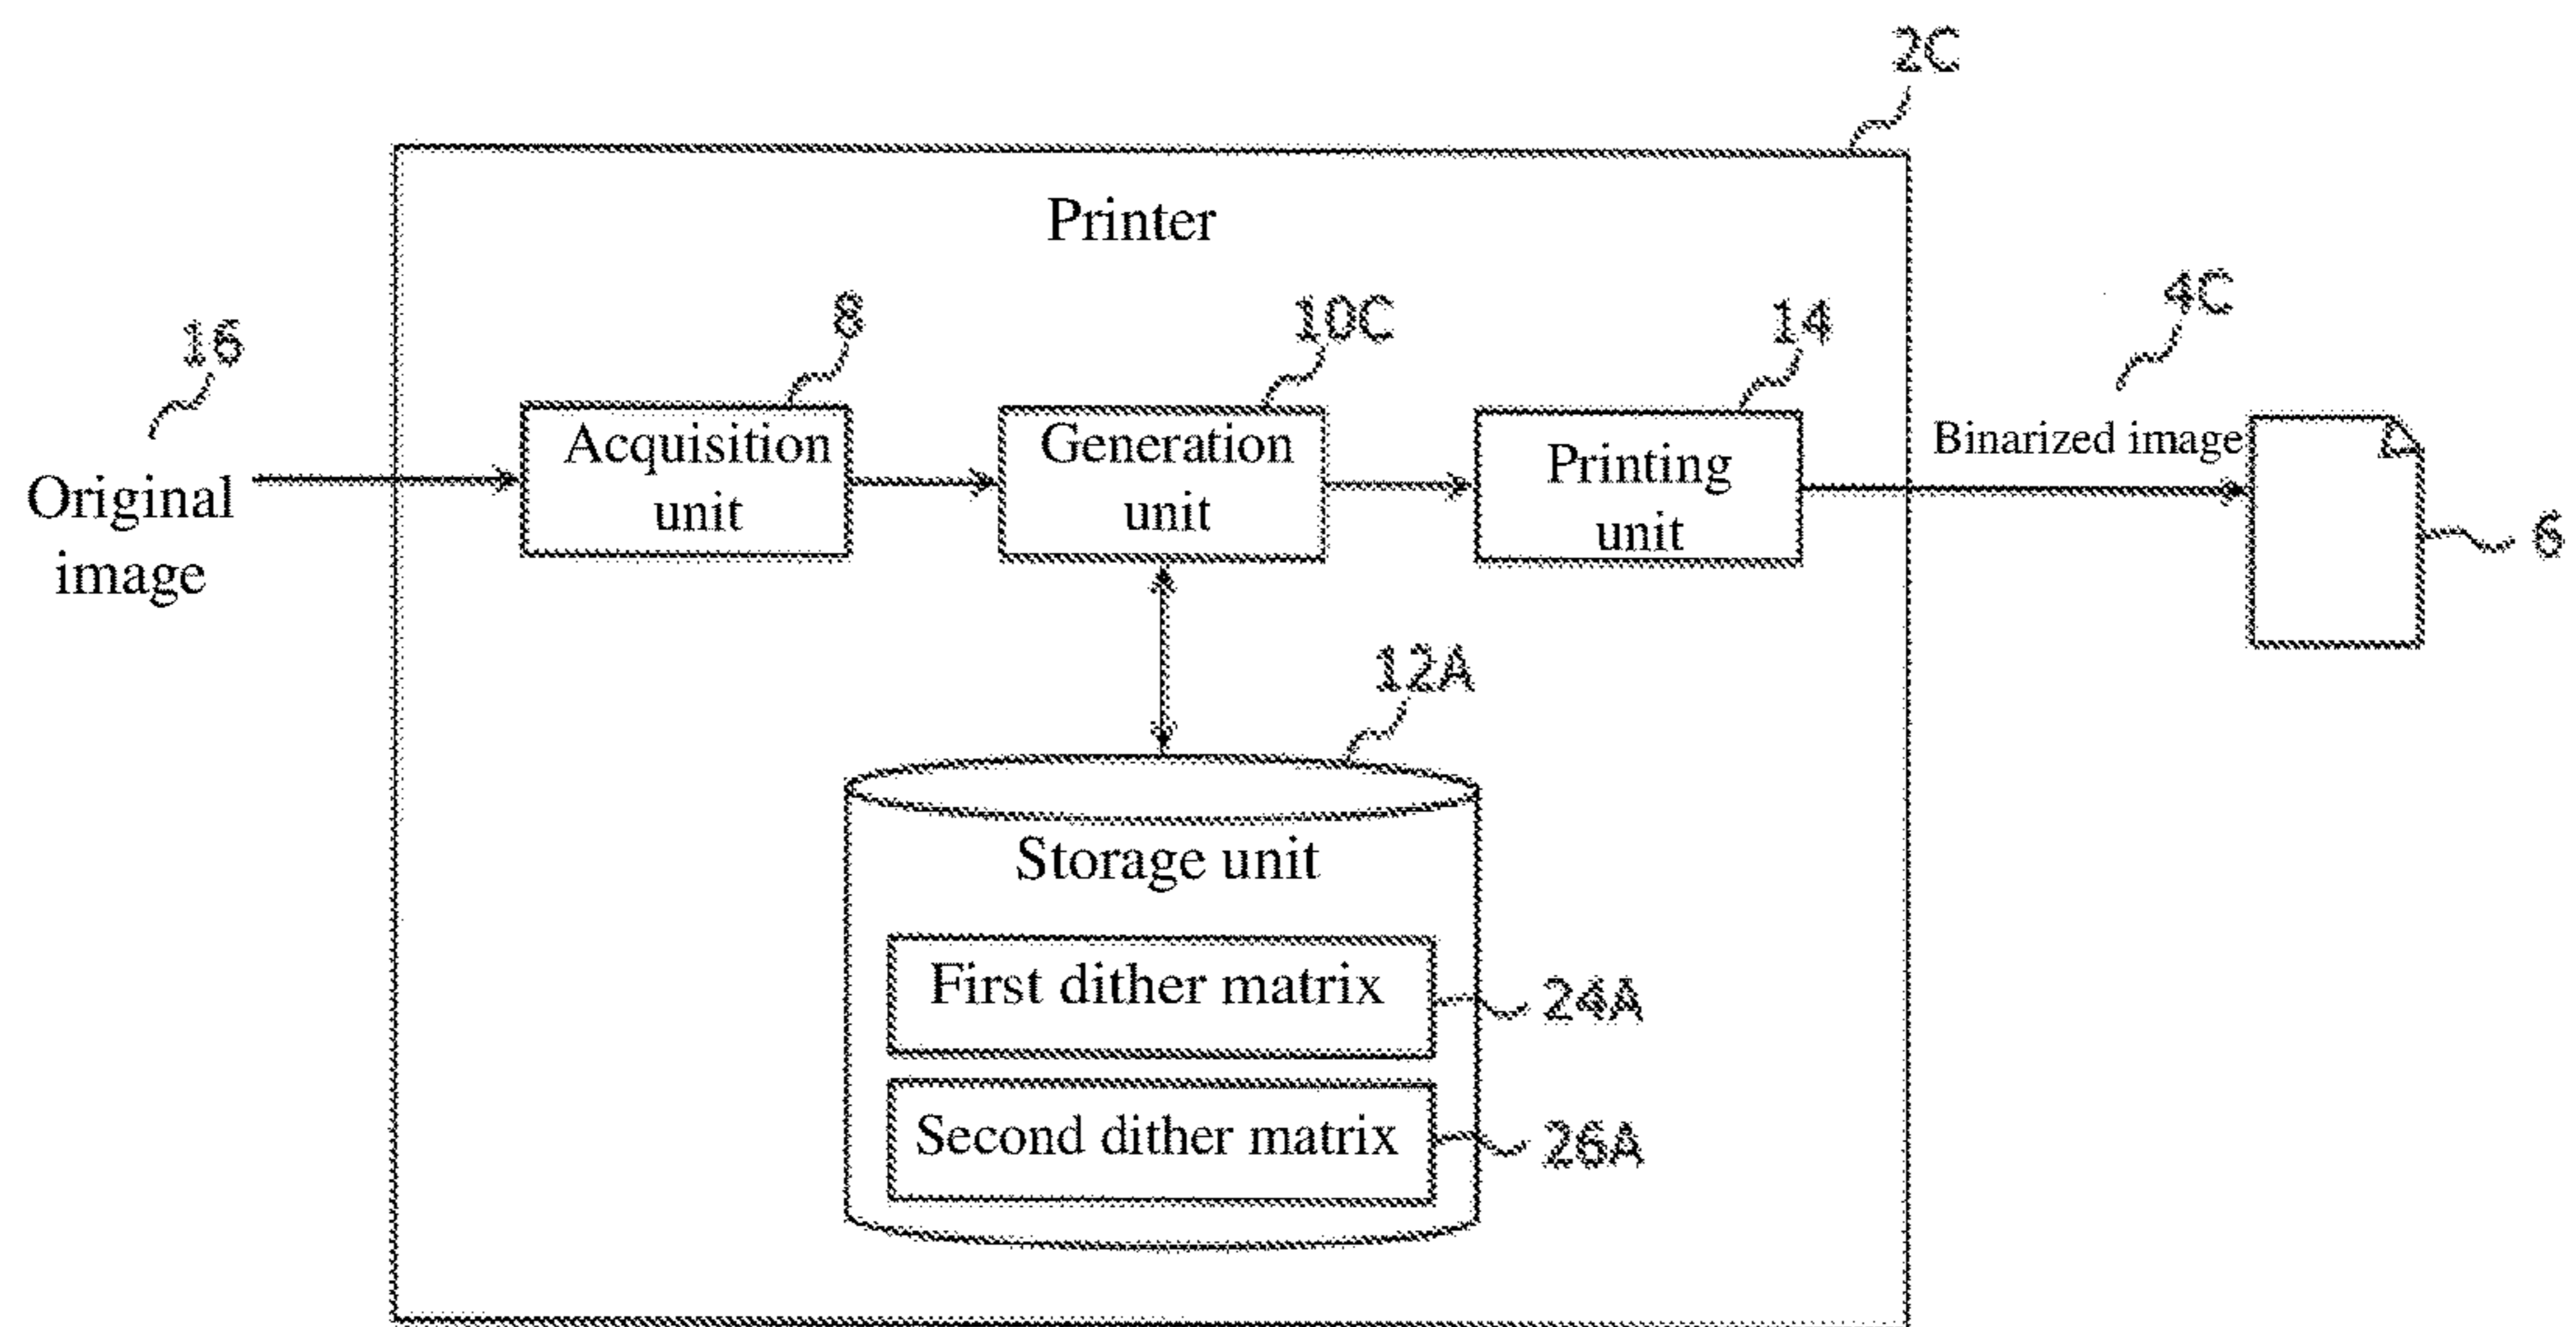 2C
Printer
16
8
10C
14
4C
Original
image
Acquisition
unit
Generation
unit
Printing
unit
Binarized image
6
12A
Storage unit
First dither matrix
24A
Second dither matrix
26A